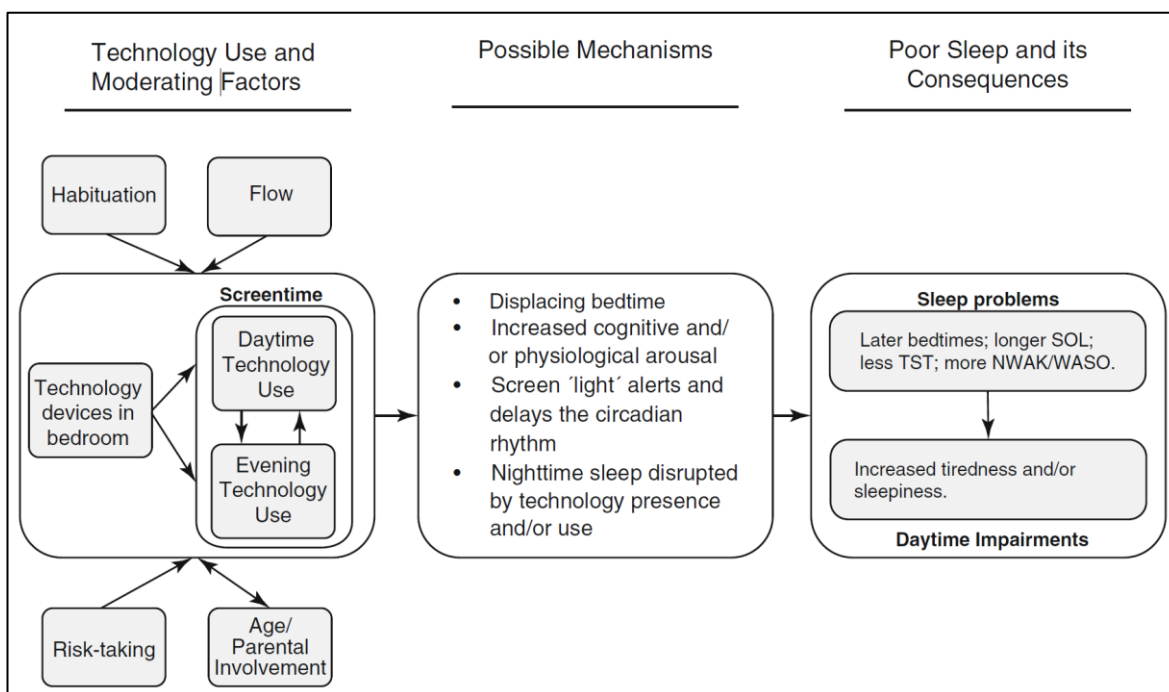 Technology Use and
Moderating Factors
Possible Mechanisms
Poor Sleep and its
Consequences
Habituation
Flow
Screentime
Daytime
Technology
Use
Technology
devices in
bedroom
Evening
Technology
Use
Risk-taking
Age/
Parental
Involvement
• Displacing bedtime
• Increased cognitive and/
or physiological arousal
• Screen ´light´ alerts and
delays the circadian
rhythm
• Nighttime sleep disrupted
by technology presence
and/or use
Sleep problems
Later bedtimes; longer SOL;
less TST; more NWAK/WASO.
Increased tiredness and/or
sleepiness.
Daytime Impairments